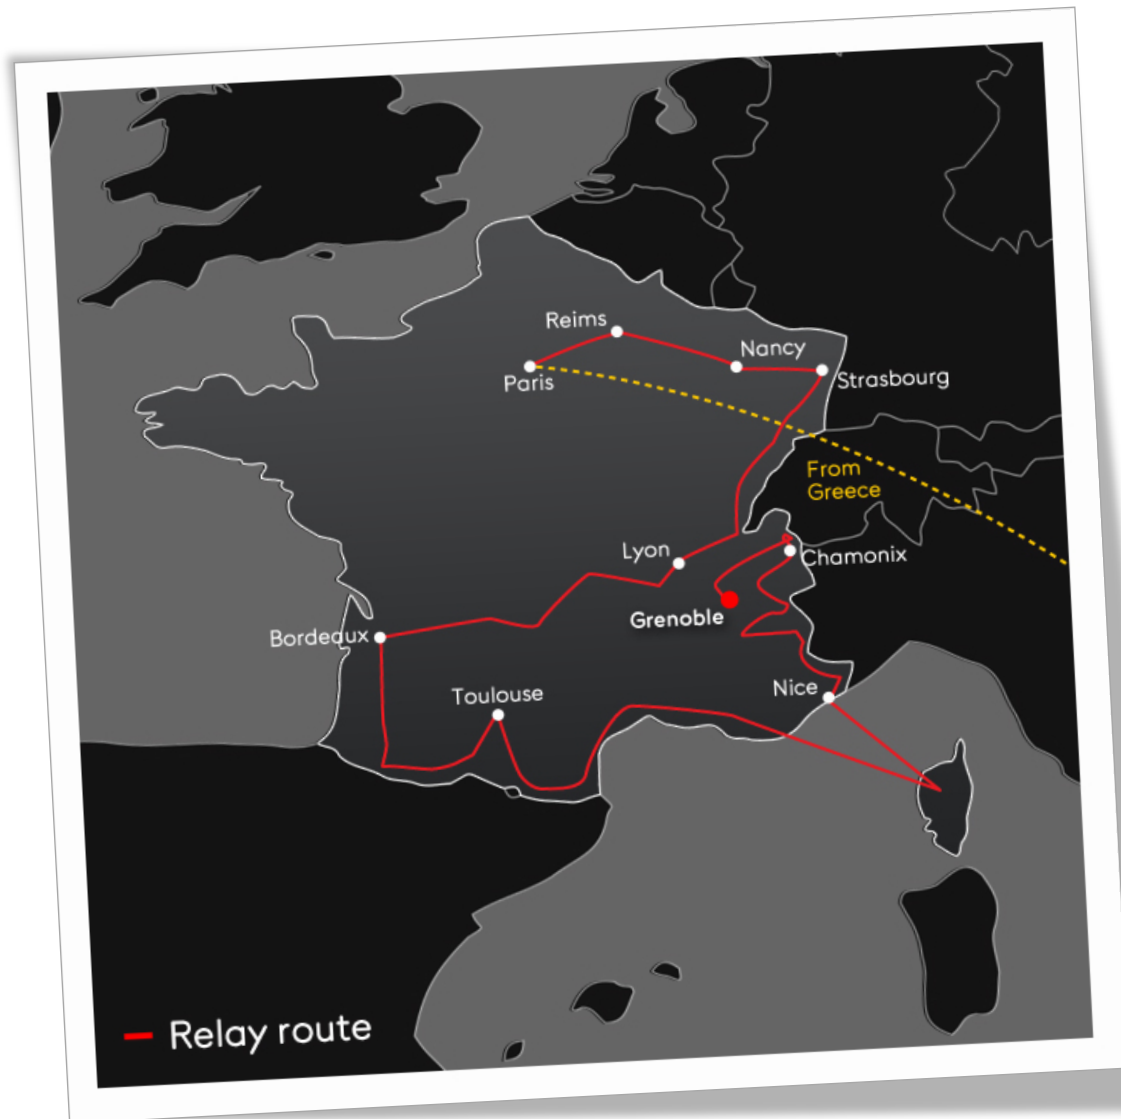 Reims
Nancy
Paris
Strasbourg
From
Greece
Lyon
Chamonix
Grenoble
Bordeaux
Nice
Toulouse
Relay route